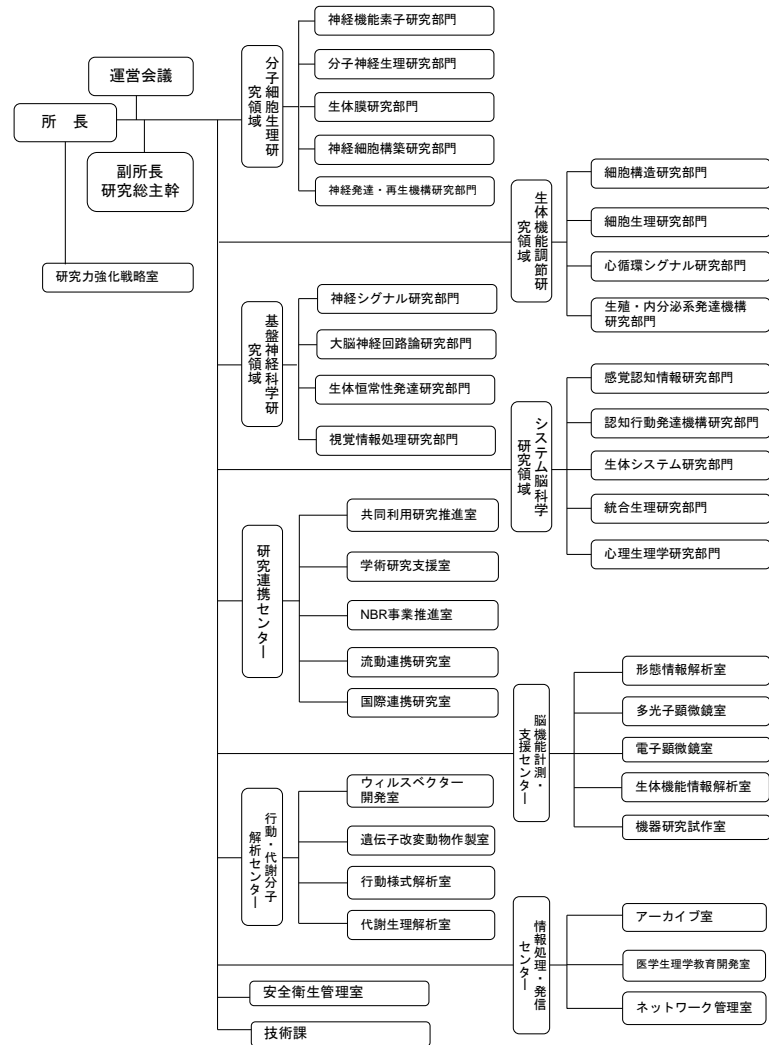 運営会議
所　長
副所長
研究総主幹
研究力強化戦略室
分子細胞生理研
究領域
神経機能素子研究部門
分子神経生理研究部門
生体膜研究部門
神経細胞構築研究部門
神経発達・再生機構研究部門
生体機能調節研
究領域
細胞構造研究部門
細胞生理研究部門
心循環シグナル研究部門
生殖・内分泌系発達機構
研究部門
基盤神経科学研
究領域
神経シグナル研究部門
大脳神経回路論研究部門
生体恒常性発達研究部門
視覚情報処理研究部門
システム脳科学
研究領域
感覚認知情報研究部門
認知行動発達機構研究部門
生体システム研究部門
統合生理研究部門
心理生理学研究部門
研究連携センター
共同利用研究推進室
学術研究支援室
NBR事業推進室
流動連携研究室
国際連携研究室
脳機能計測・
支援センター
形態情報解析室
多光子顕微鏡室
電子顕微鏡室
生体機能情報解析室
機器研究試作室
行動・代謝分子
解析センター
ウィルスベクター
開発室
遺伝子改変動物作製室
行動様式解析室
代謝生理解析室
情報処理・発信
センター
アーカイブ室
医学生理学教育開発室
ネットワーク管理室
安全衛生管理室
技術課